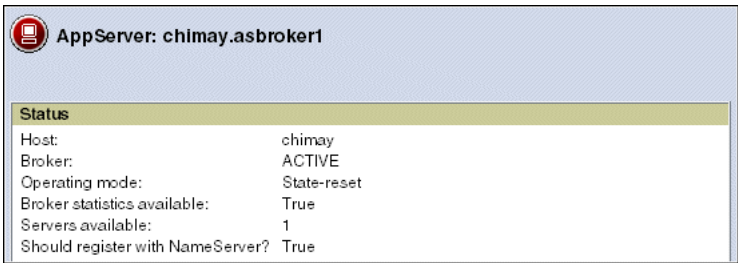 AppServer: chimay.asbroker1
Status
Host: chimay
Broker: ACTIVE
Operating mode: State-reset
Broker statistics available: True
Servers available: 1
Should register with NameServer? True